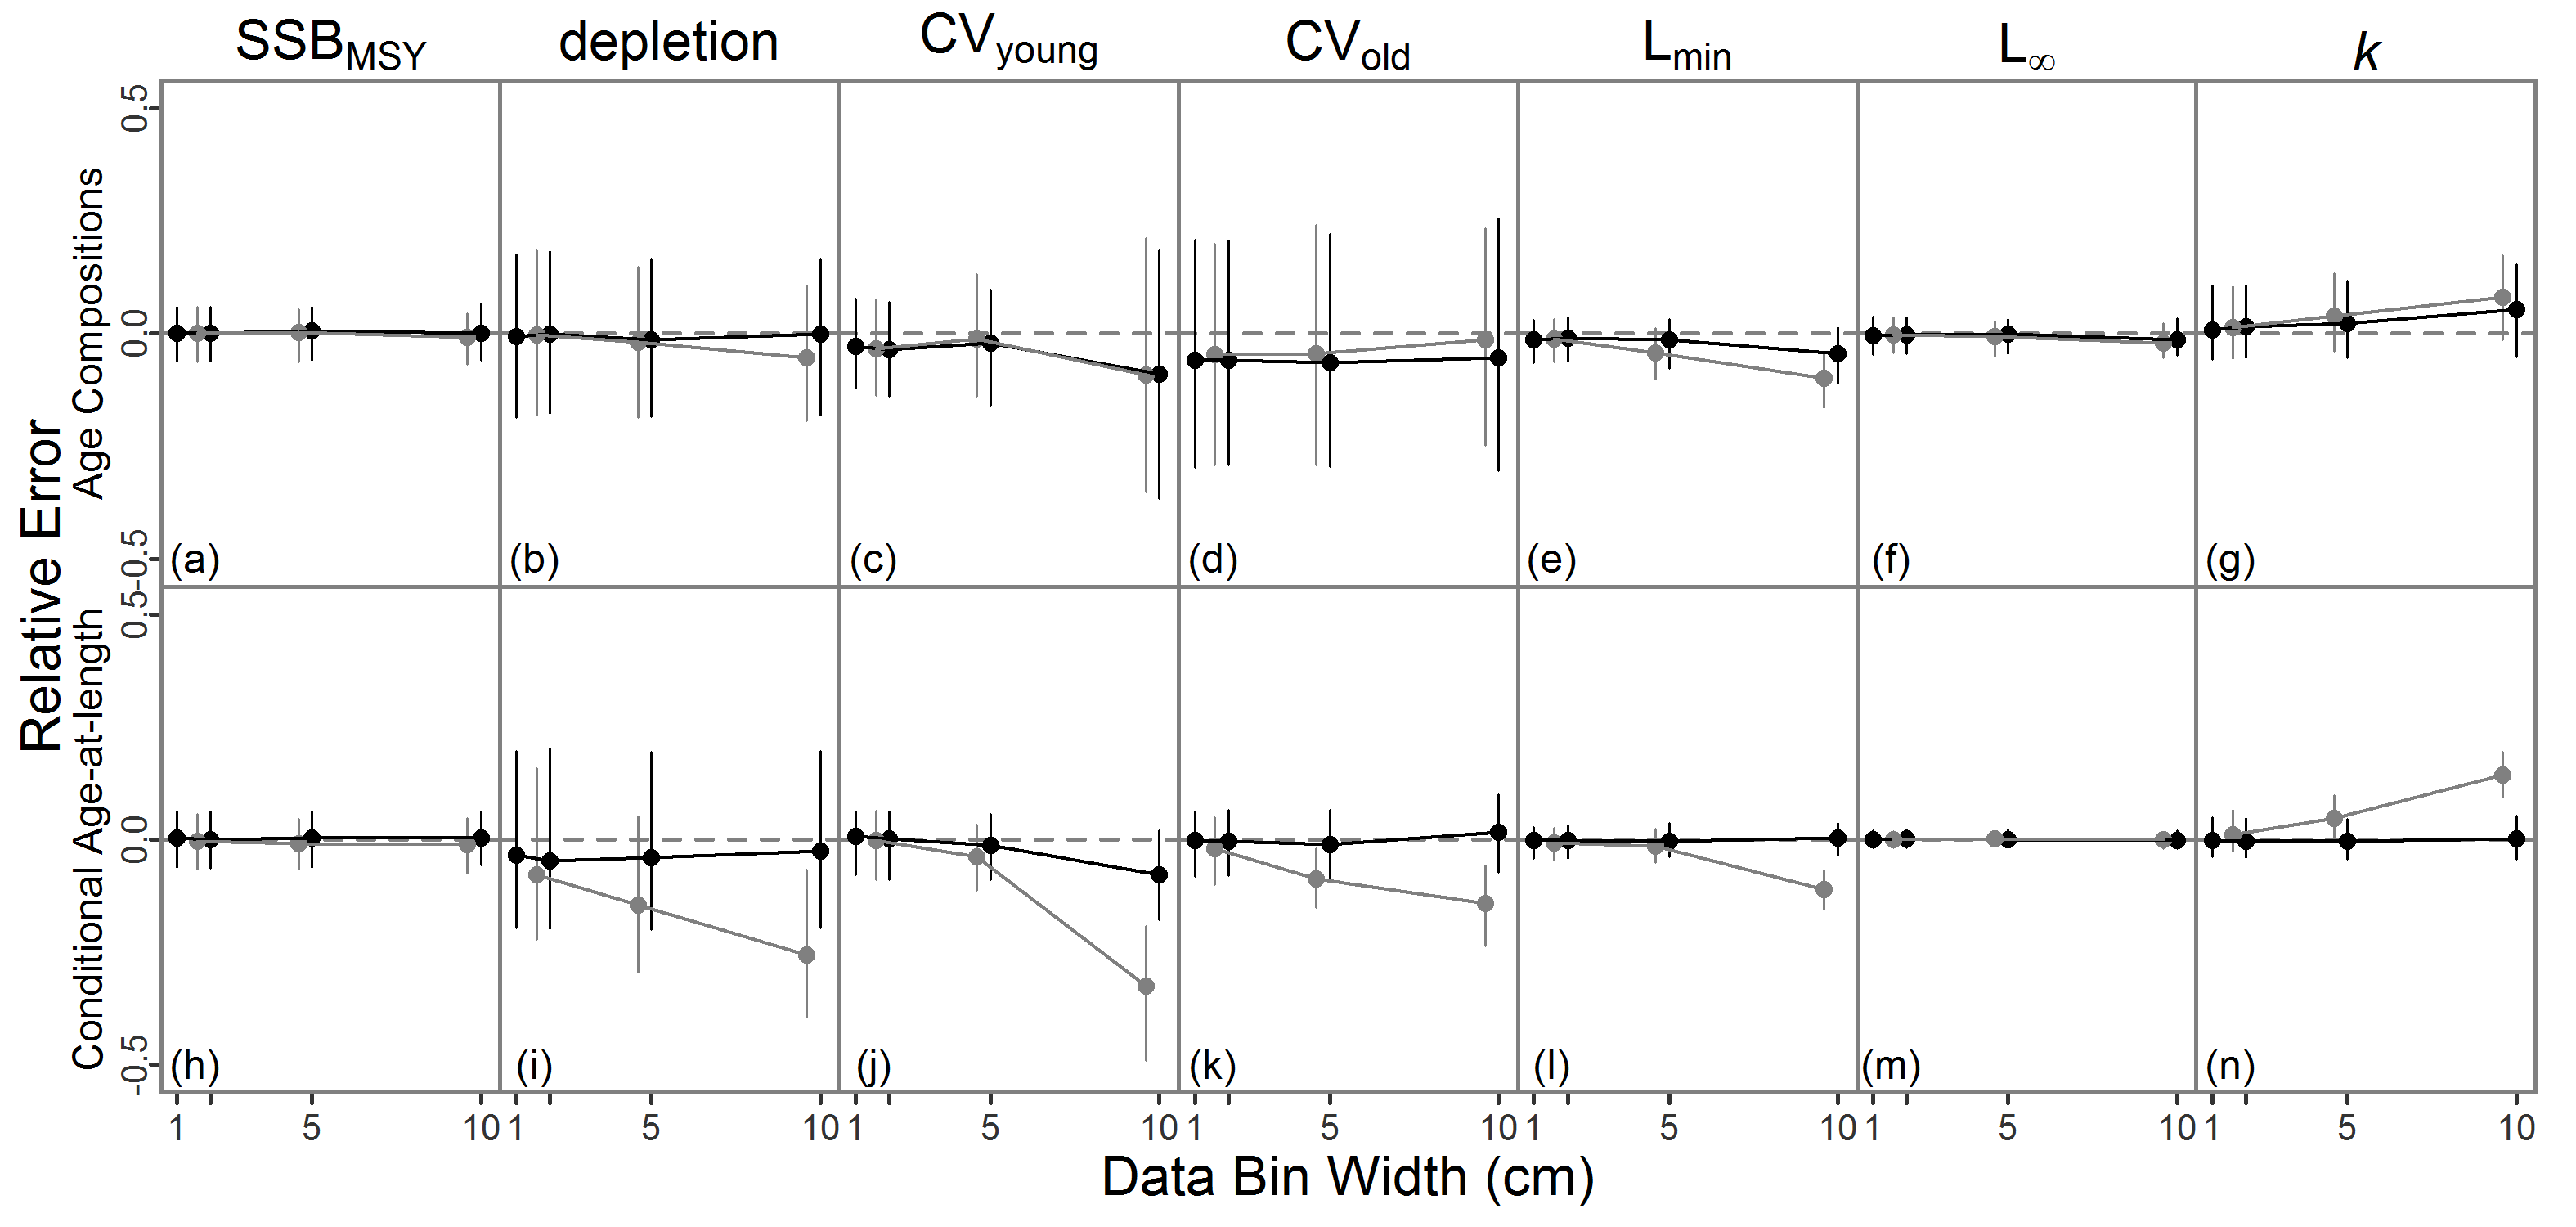 SSBMSY depletion CVyoung CVold Lmin L∞ k
Relative Error
Age Compositions
0.5
0.0
-0.5
(a) (b) (c) (d) (e) (f) (g)
Conditional Age-at-length
0.5
0.0
-0.5
(h) (i) (j) (k) (l) (m) (n)
1 5 10 1 5 10 1 5 10 1 5 10 1 5 10 1 5 10 1 5 10
Data Bin Width (cm)